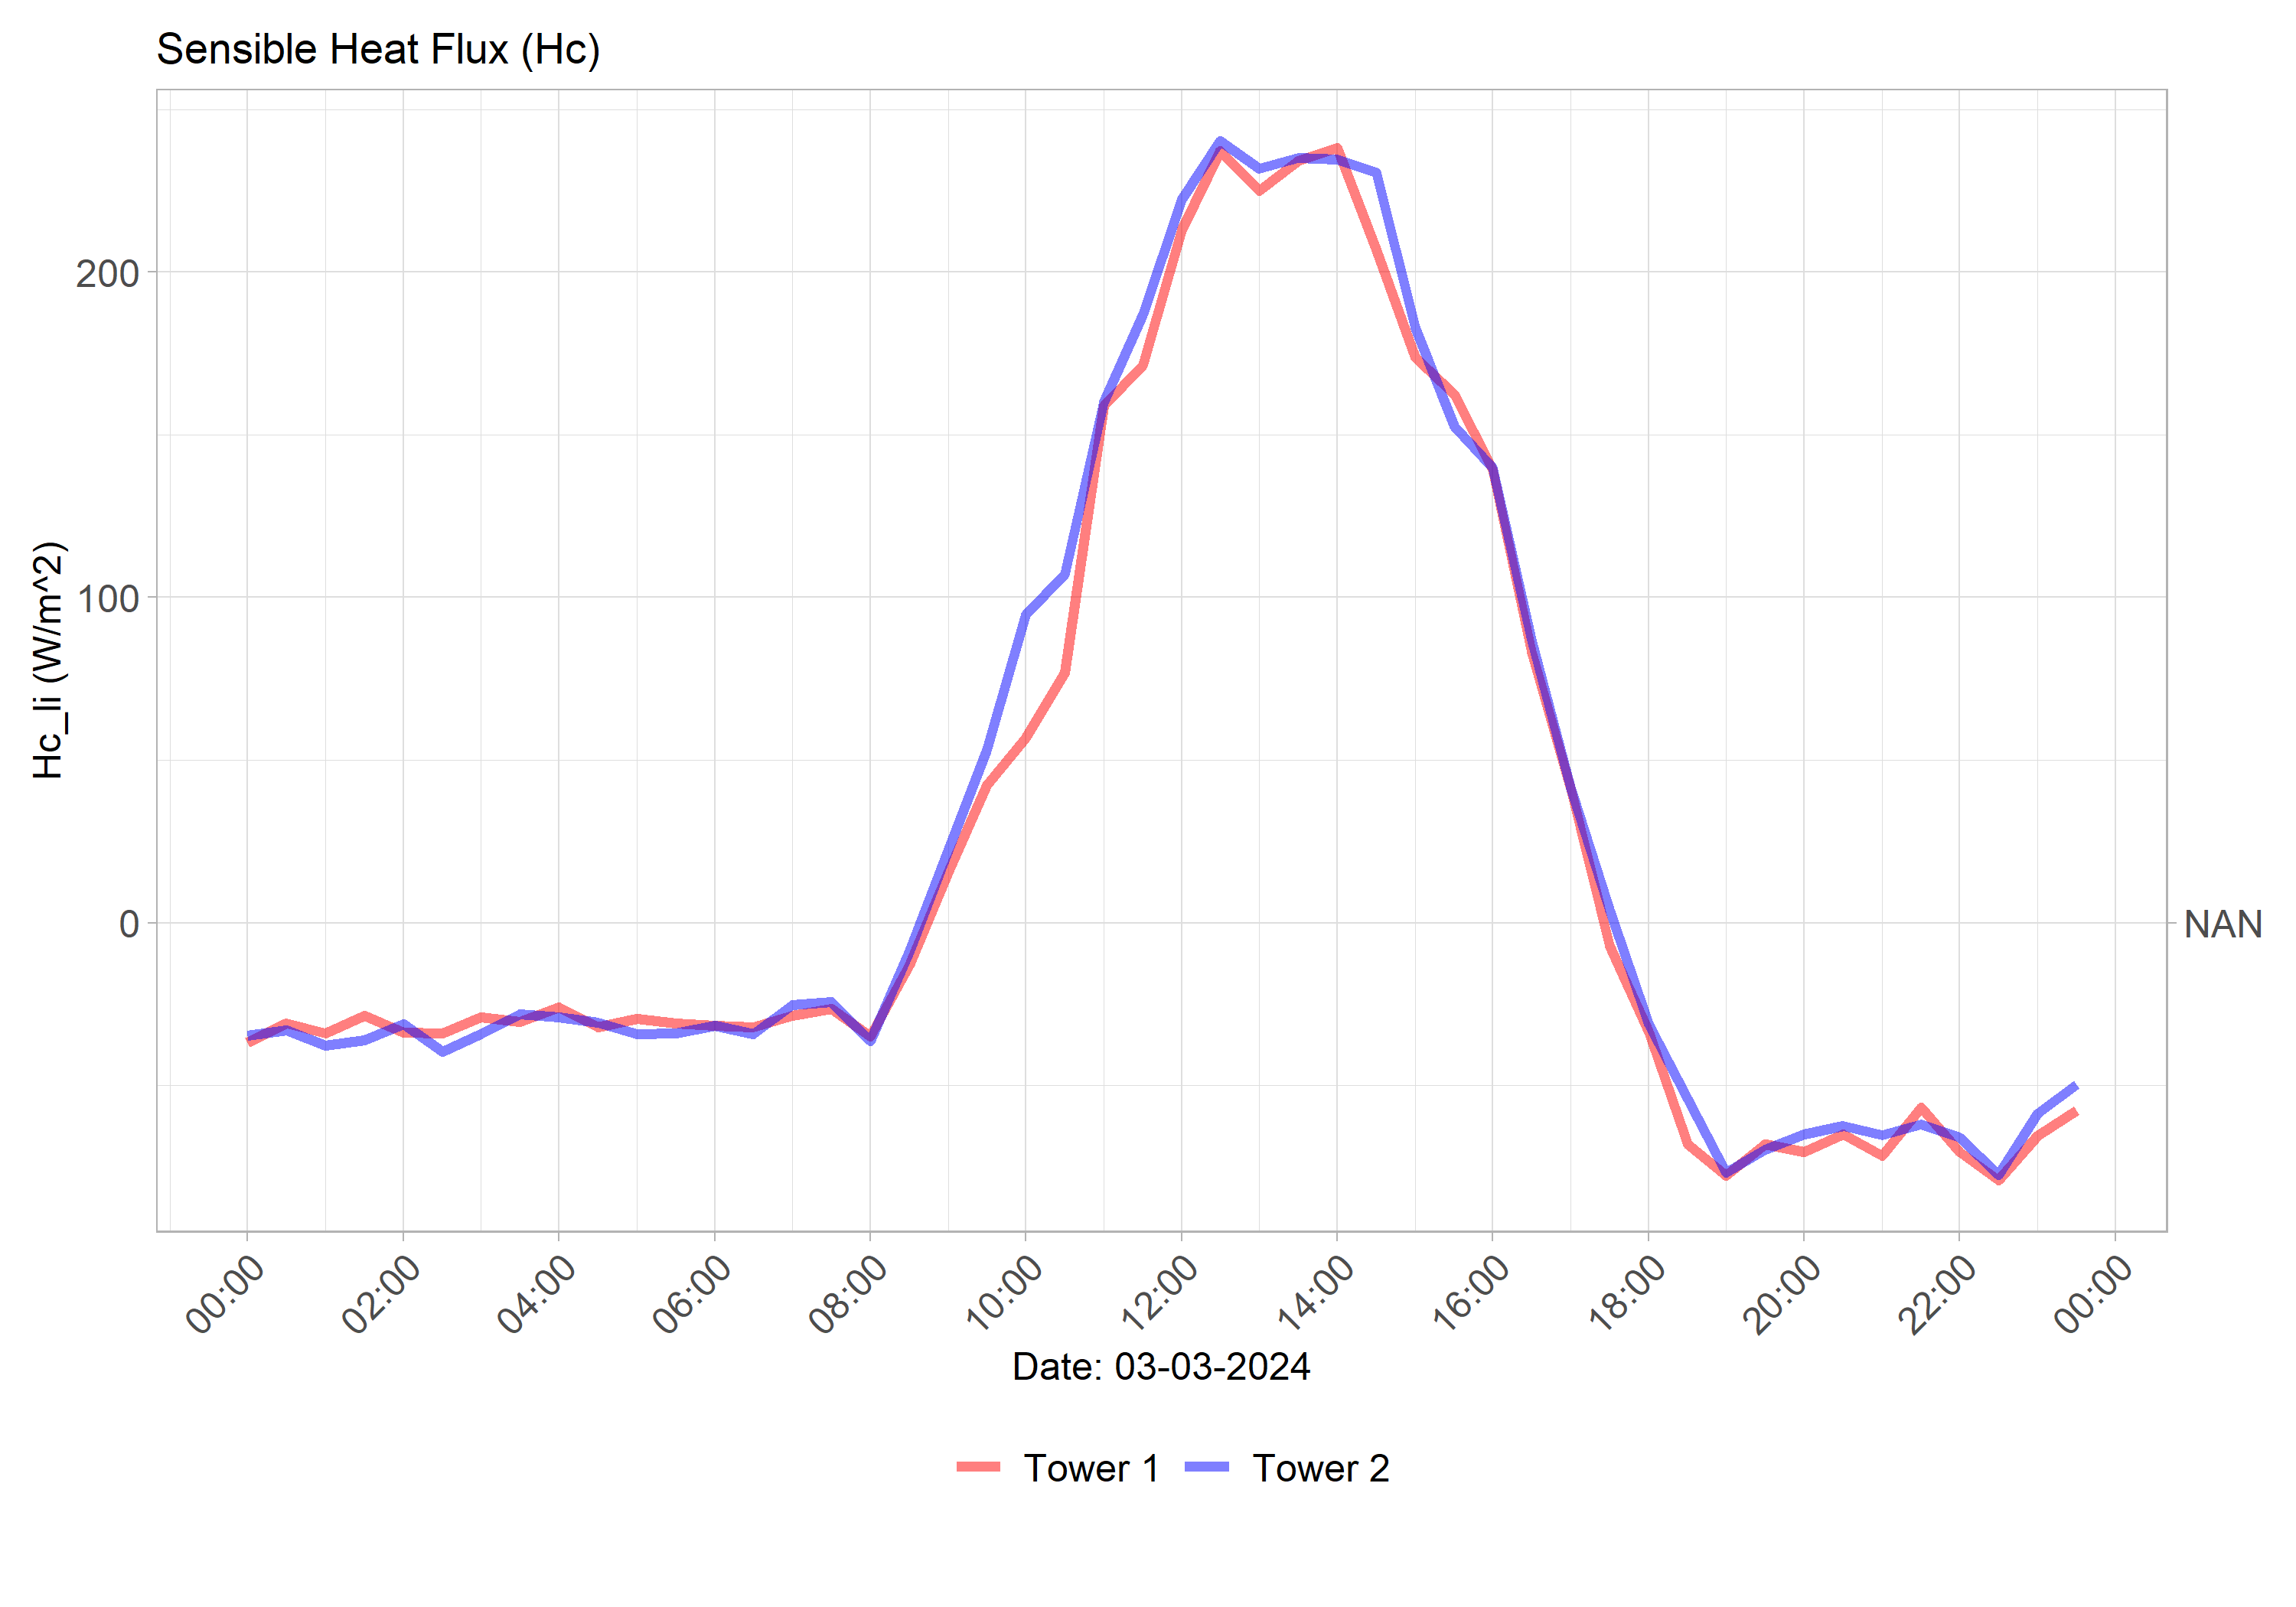 Sensible Heat Flux (Hc)
Hc_li (W/m^2)
200
100
0
NAN
00:00 02:00 04:00 06:00 08:00 10:00 12:00 14:00 16:00 18:00 20:00 22:00 00:00
Date: 03-03-2024
Tower 1 Tower 2